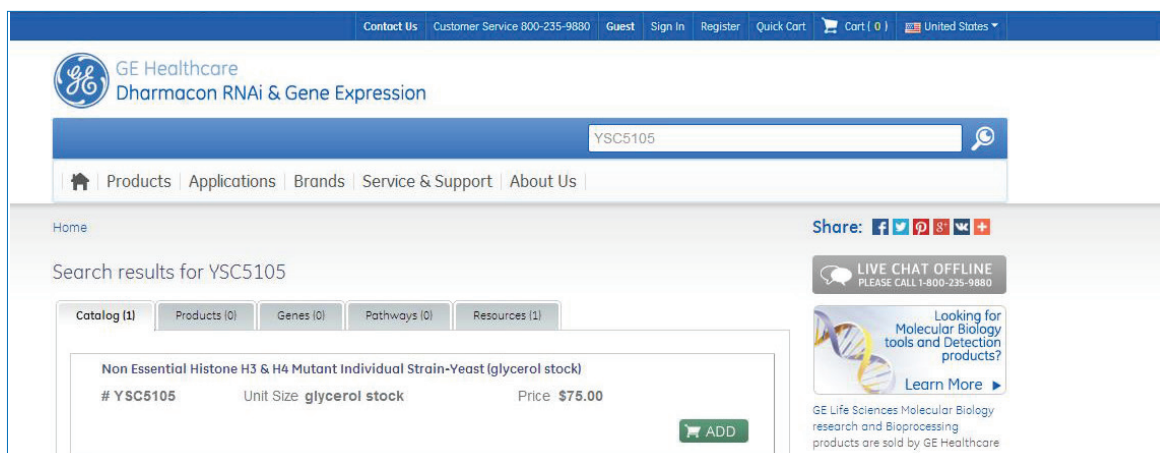 Contact Us Customer Service 800-235-9880 Guest Sign In Register Quick Cart Cart ( 0 ) United States
GE Healthcare
Dharmacon RNAi & Gene Expression
YSC5105
Products Applications Brands Service & Support About Us
Home
Share:
Search results for YSC5105
LIVE CHAT OFFLINE
PLEASE CALL 1-800-235-9880
Catalog (1) Products (0) Genes (0) Pathways (0) Resources (1)
Looking for
Molecular Biology
tools and Detection
products?
Learn More
Non Essential Histone H3 & H4 Mutant Individual Strain-Yeast (glycerol stock)
# YSC5105 Unit Size glycerol stock Price $75.00
ADD
GE Life Sciences Molecular Biology
research and Bioprocessing
products are sold by GE Healthcare